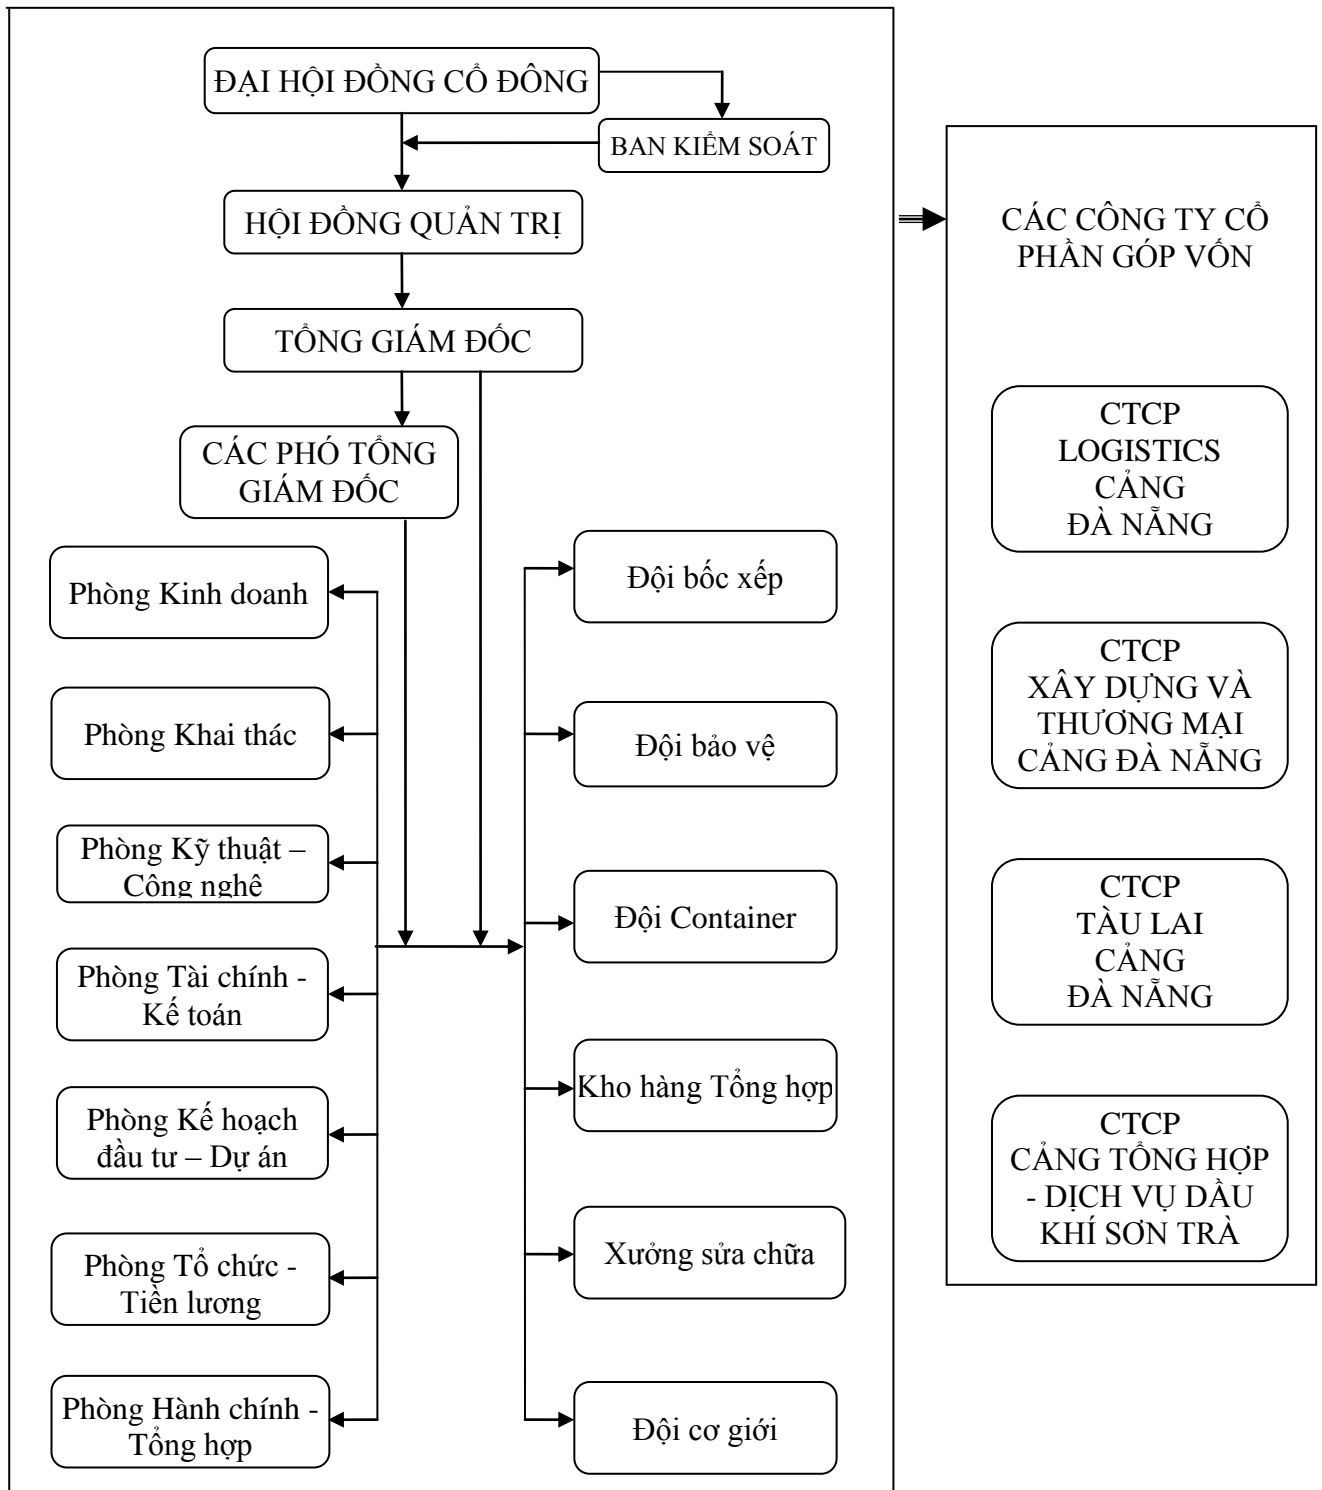 ĐẠI HỘI ĐỒNG CỔ ĐÔNG
BAN KIỂM SOÁT
HỘI ĐỒNG QUẢN TRỊ
TỔNG GIÁM ĐỐC
CÁC PHÓ TỔNG
GIÁM ĐỐC
Phòng Kinh doanh
Phòng Khai thác
Phòng Kỹ thuật –
Công nghê
Phòng Tài chính -
Kế toán
Phòng Kế hoạch
đầu tư – Dự án
Phòng Tổ chức -
Tiền lương
Phòng Hành chính -
Tổng hợp
Đội bốc xếp
Đội bảo vệ
Đội Container
Kho hàng Tổng hợp
Xưởng sửa chữa
Đội cơ giới
CÁC CÔNG TY CỔ
PHẦN GÓP VỐN
CTCP
LOGISTICS
CẢNG
ĐÀ NẴNG
CTCP
XÂY DỰNG VÀ
THƯƠNG MẠI
CẢNG ĐÀ NẴNG
CTCP
TÀU LAI
CẢNG
ĐÀ NẴNG
CTCP
CẢNG TỔNG HỢP
- DỊCH VỤ DẦU
KHÍ SƠN TRÀ